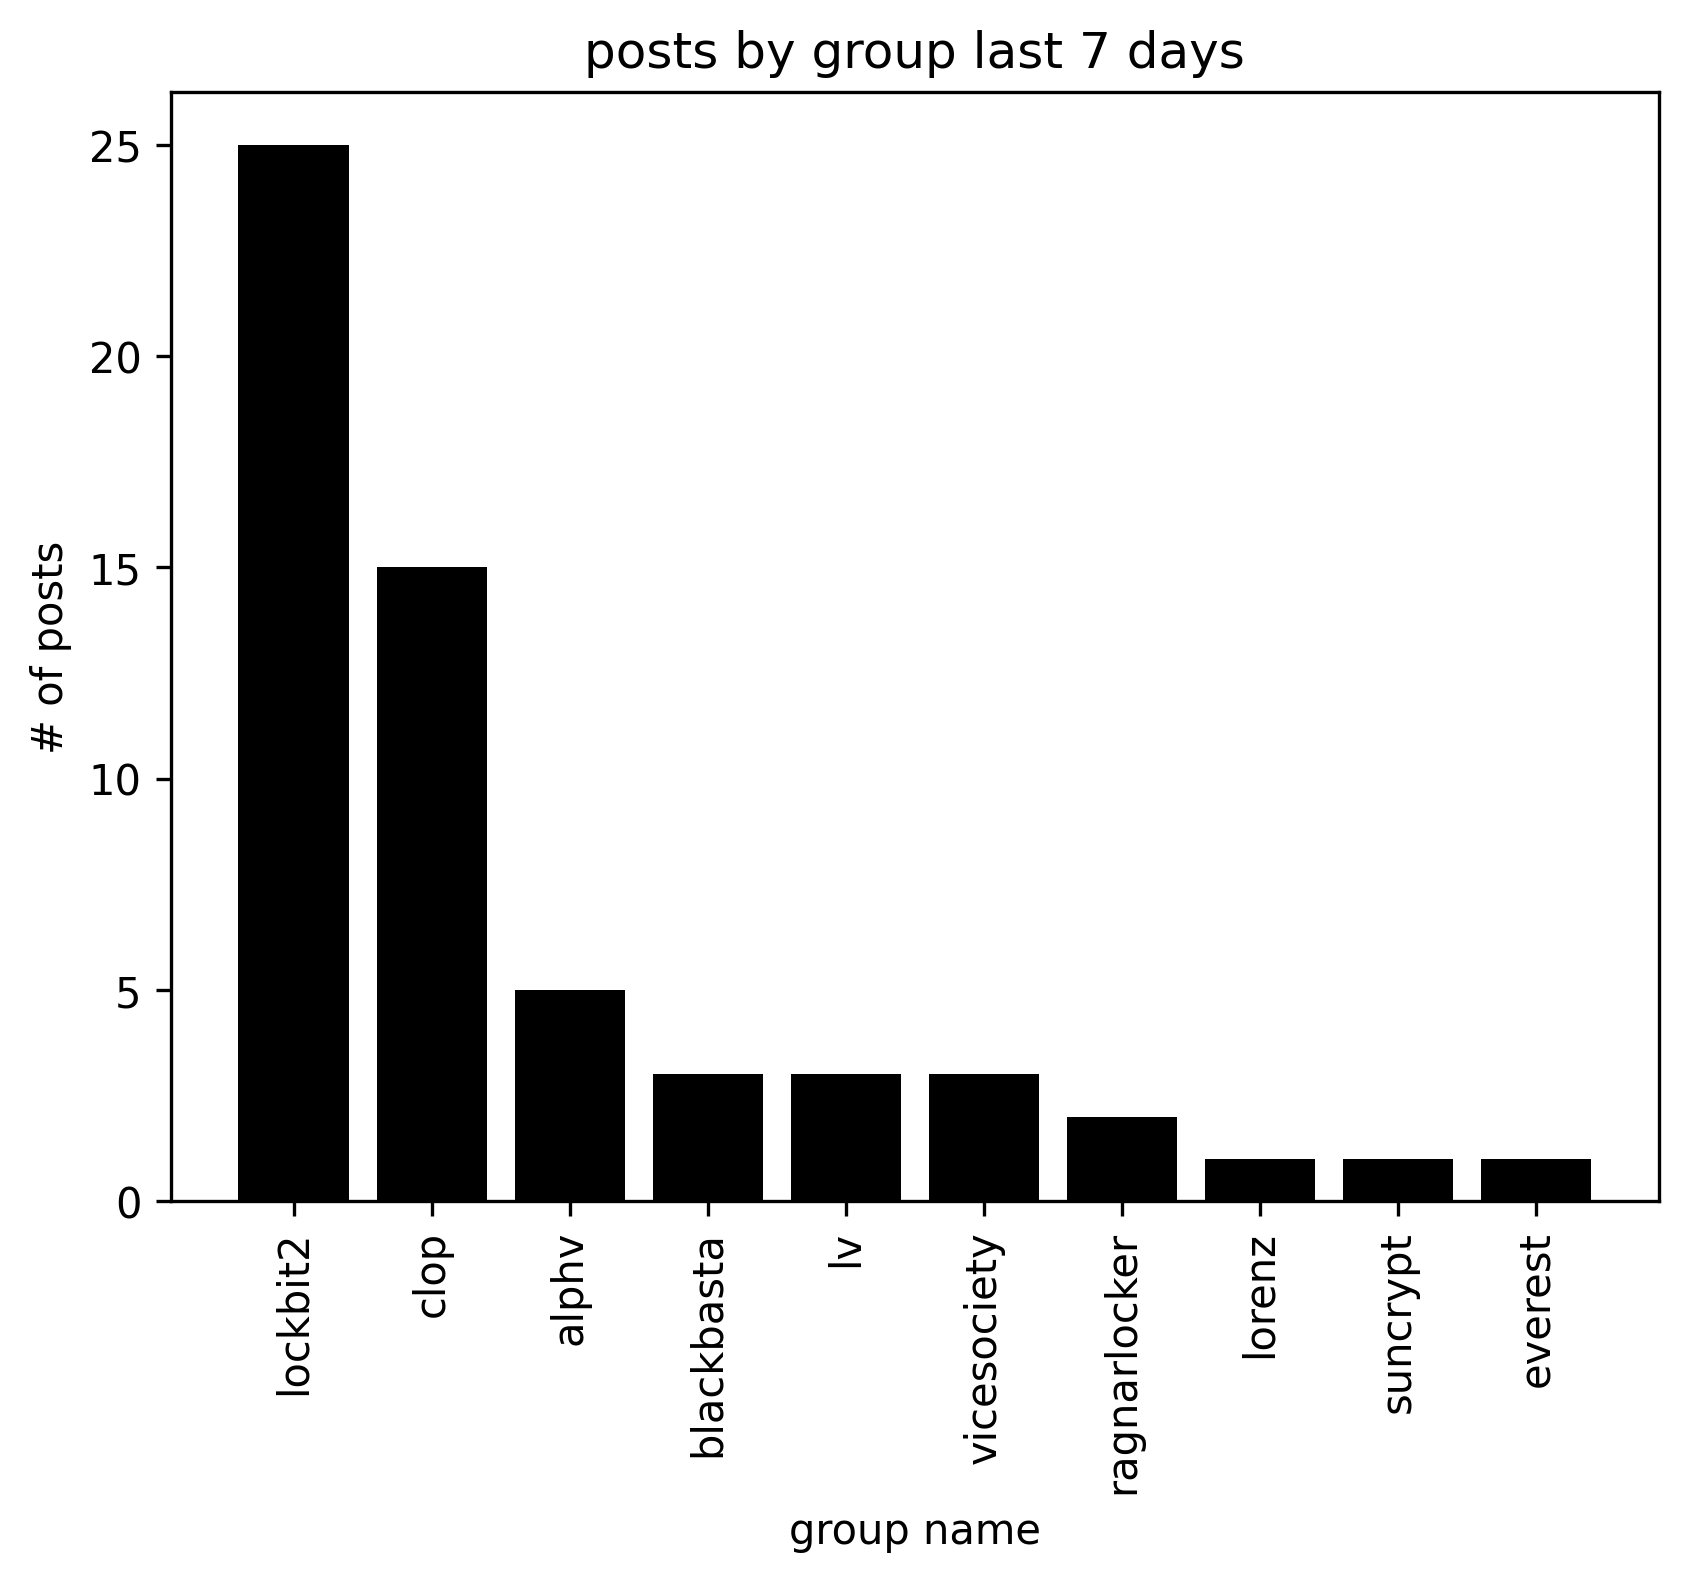 posts by group last 7 days
25
20
15
10
5
0
# of posts
lockbit2
clop
alphv
blackbasta
lv
vicesociety
ragnarlocker
lorenz
suncrypt
everest
group name